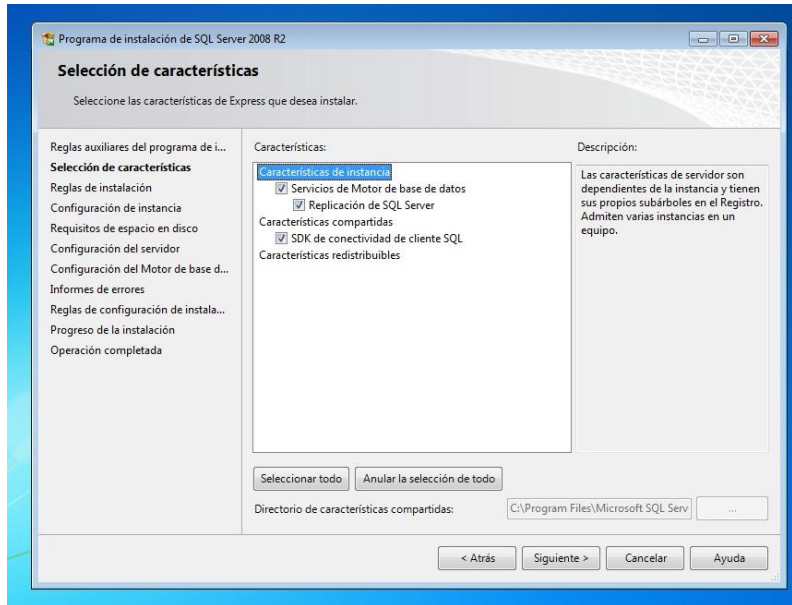 Programa de instalación de SQL Server 2008 R2
Selección de características
Seleccione las características de Express que desea instalar.
Reglas auxiliares del programa de i...
Selección de características
Reglas de instalación
Configuración de instancia
Requisitos de espacio en disco
Configuración del servidor
Configuración del Motor de base d...
Informes de errores
Reglas de configuración de instala...
Progreso de la instalación
Operación completada
Características:
Características de instancia
Servicios de Motor de base de datos
Replicación de SQL Server
Características compartidas
SDK de conectividad de cliente SQL
Características redistribuibles
Descripción:
Las características de servidor son
dependientes de la instancia y tienen
sus propios subárboles en el Registro.
Admiten varias instancias en un
equipo.
Seleccionar todo Anular la selección de todo
Directorio de características compartidas: C:\Program Files\Microsoft SQL Serv ...
< Atrás Siguiente > Cancelar Ayuda